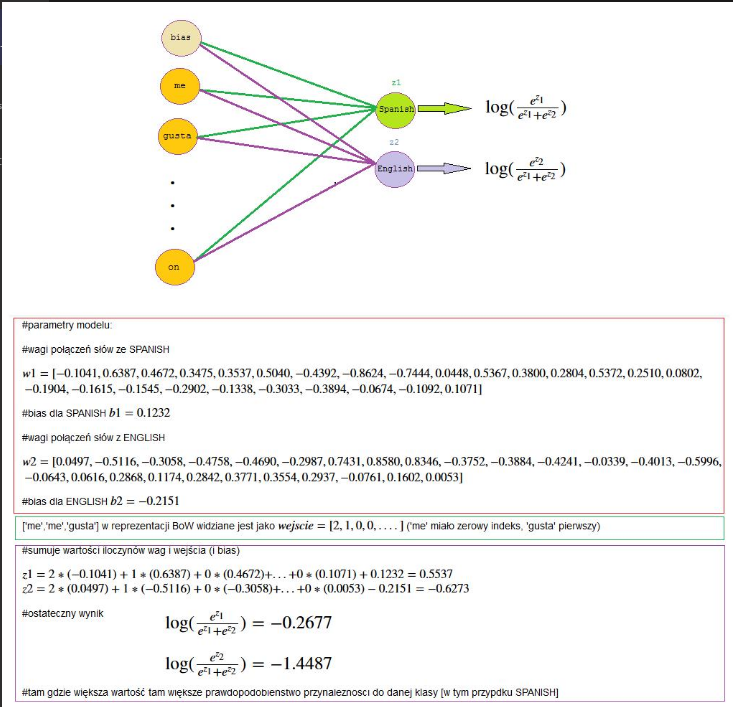 bias
me
z1
Spanish
log(e^z1/(e^z1+e^z2))
gusta
z2
English
log(e^z2/(e^z1+e^z2))
on
#parametry modelu:
#wagi połączeń słów ze SPANISH
w1 = [−0.1041, 0.6387, 0.4672, 0.3475, 0.3537, 0.5040, −0.4392, −0.8624, −0.7444, 0.0448, 0.5367, 0.3800, 0.2804, 0.5372, 0.2510, 0.0802,
−0.1904, −0.1615, −0.1545, −0.2902, −0.1338, −0.3033, −0.3894, −0.0674, −0.1092, 0.1071]
#bias dla SPANISH b1 = 0.1232
#wagi połączeń słów z ENGLISH
w2 = [0.0497, −0.5116, −0.3058, −0.4758, −0.4690, −0.2987, 0.7431, 0.8580, 0.8346, −0.3752, −0.3884, −0.4241, −0.0339, −0.4013, −0.5996,
−0.0643, 0.0616, 0.2868, 0.1174, 0.2842, 0.3771, 0.3554, 0.2937, −0.0761, 0.1602, 0.0053]
#bias dla ENGLISH b2 = −0.2151
['me','me','gusta'] w reprezentacji BoW widziane jest jako wejscie = [2, 1, 0, 0, . . . . ] ('me' miało zerowy indeks, 'gusta' pierwszy)
#sumuje wartości iloczynów wag i wejścia (i bias)
z1 = 2 * (−0.1041) + 1 * (0.6387) + 0 * (0.4672)+. . . +0 * (0.1071) + 0.1232 = 0.5537
z2 = 2 * (0.0497) + 1 * (−0.5116) + 0 * (−0.3058)+. . . +0 * (0.0053) − 0.2151 = −0.6273
#ostateczny wynik
log(e^z1/(e^z1+e^z2)) = −0.2677
log(e^z2/(e^z1+e^z2)) = −1.4487
#tam gdzie większa wartość tam większe prawdopodobienstwo przynaleznosci do danej klasy [w tym przypdku SPANISH]